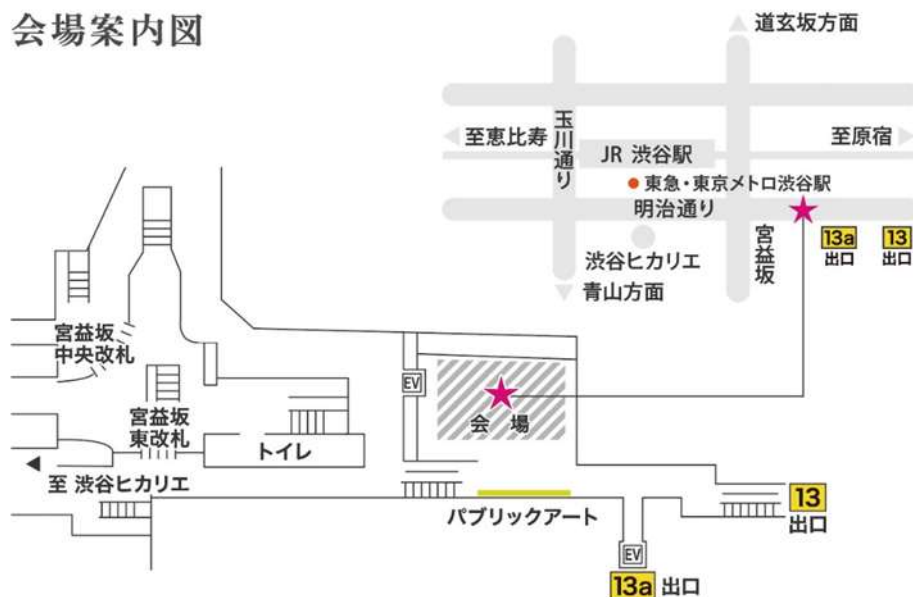 会場案内図
道玄坂方面
玉川通り
至恵比寿
JR 渋谷駅
至原宿
東急・東京メトロ渋谷駅
明治通り
宮益坂
13a
出口
13
出口
渋谷ヒカリエ
青山方面
宮益坂
中央改札
EV
会場
宮益坂
東改札
トイレ
至 渋谷ヒカリエ
パブリックアート
13
出口
EV
13a 出口